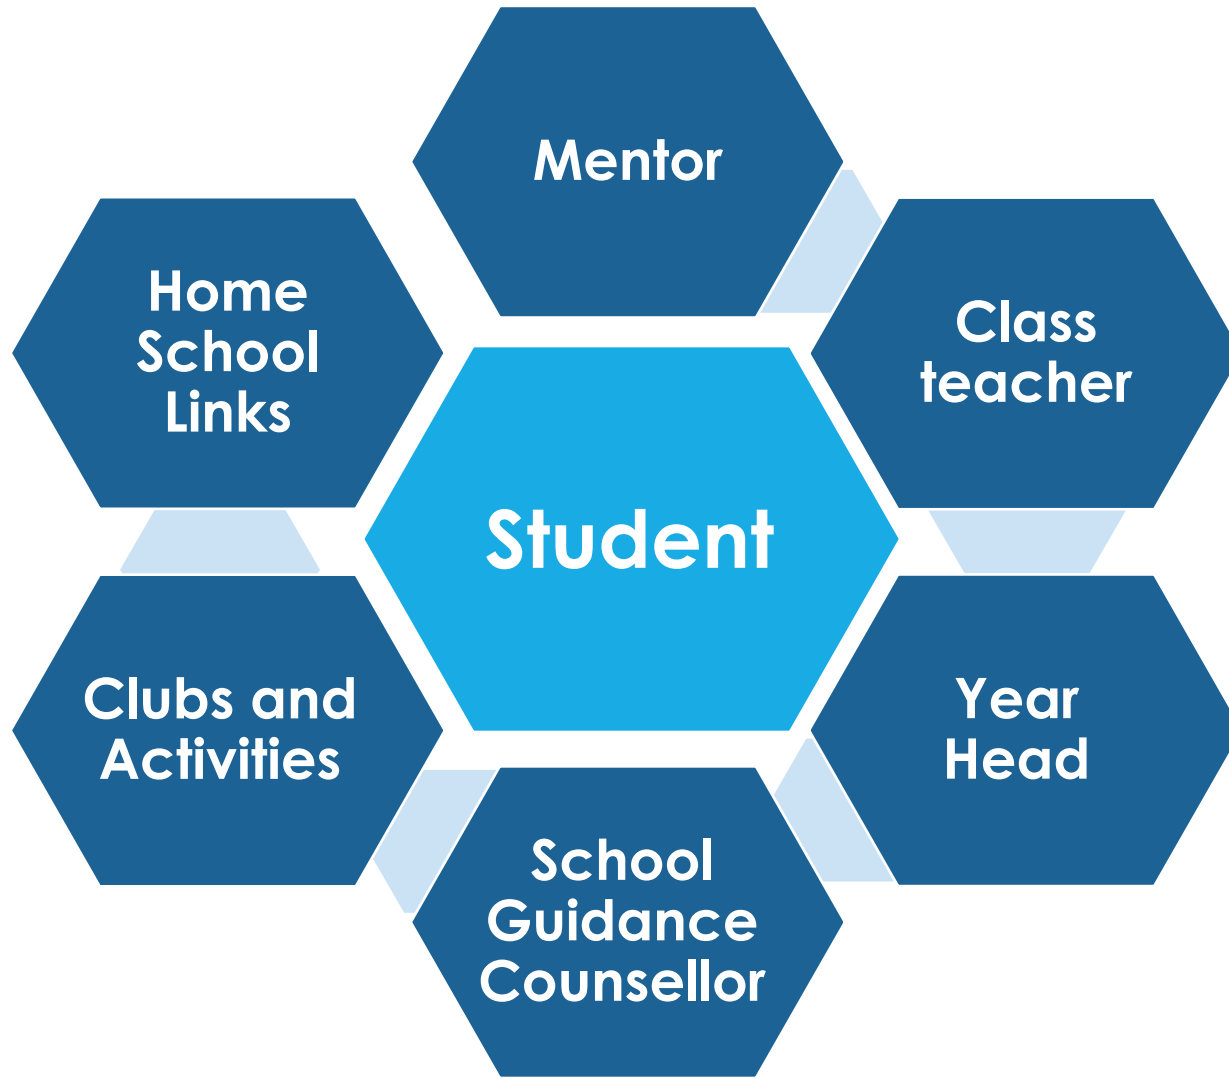 Mentor
Class
teacher
Year
Head
School
Guidance
Counsellor
Clubs and
Activities
Home
School
Links
Student